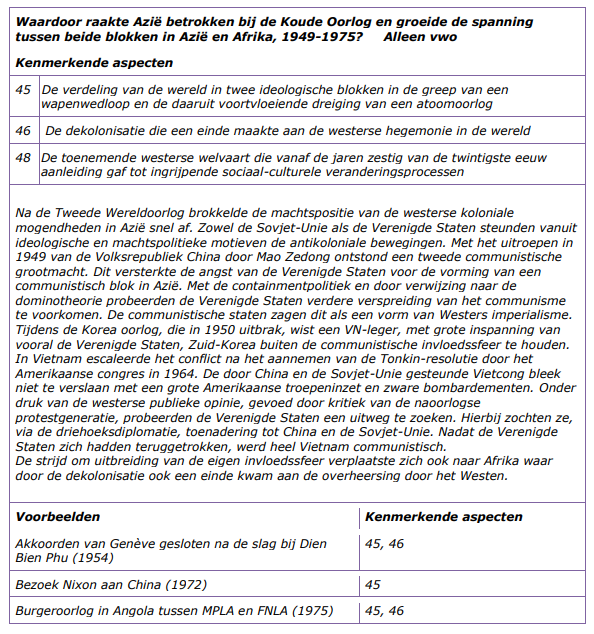 Waardoor raakte Azië betrokken bij de Koude Oorlog en groeide de spanning
tussen beide blokken in Azië en Afrika, 1949-1975? Alleen vwo
Kenmerkende aspecten
45 De verdeling van de wereld in twee ideologische blokken in de greep van een
wapenwedloop en de daaruit voortvloeiende dreiging van een atoomoorlog
46 De dekolonisatie die een einde maakte aan de westerse hegemonie in de wereld
48 De toenemende westerse welvaart die vanaf de jaren zestig van de twintigste eeuw
aanleiding gaf tot ingrijpende sociaal-culturele veranderingsprocessen
Na de Tweede Wereldoorlog brokkelde de machtspositie van de westerse koloniale
mogendheden in Azië snel af. Zowel de Sovjet-Unie als de Verenigde Staten steunden vanuit
ideologische en machtspolitieke motieven de antikoloniale bewegingen. Met het uitroepen in
1949 van de Volksrepubliek China door Mao Zedong ontstond een tweede communistische
grootmacht. Dit versterkte de angst van de Verenigde Staten voor de vorming van een
communistisch blok in Azië. Met de containmentpolitiek en door verwijzing naar de
dominotheorie probeerden de Verenigde Staten verdere verspreiding van het communisme
te voorkomen. De communistische staten zagen dit als een vorm van Westers imperialisme.
Tijdens de Korea oorlog, die in 1950 uitbrak, wist een VN-leger, met grote inspanning van
vooral de Verenigde Staten, Zuid-Korea buiten de communistische invloedssfeer te houden.
In Vietnam escaleerde het conflict na het aannemen van de Tonkin-resolutie door het
Amerikaanse congres in 1964. De door China en de Sovjet-Unie gesteunde Vietcong bleek
niet te verslaan met een grote Amerikaanse troepeninzet en zware bombardementen. Onder
druk van de westerse publieke opinie, gevoed door kritiek van de naoorlogse
protestgeneratie, probeerden de Verenigde Staten een uitweg te zoeken. Hierbij zochten ze,
via de driehoeksdiplomatie, toenadering tot China en de Sovjet-Unie. Nadat de Verenigde
Staten zich hadden teruggetrokken, werd heel Vietnam communistisch.
De strijd om uitbreiding van de eigen invloedssfeer verplaatste zich ook naar Afrika waar
door de dekolonisatie ook een einde kwam aan de overheersing door het Westen.
Voorbeelden Kenmerkende aspecten
Akkoorden van Genève gesloten na de slag bij Dien 45, 46
Bien Phu (1954)
Bezoek Nixon aan China (1972) 45
Burgeroorlog in Angola tussen MPLA en FNLA (1975) 45, 46